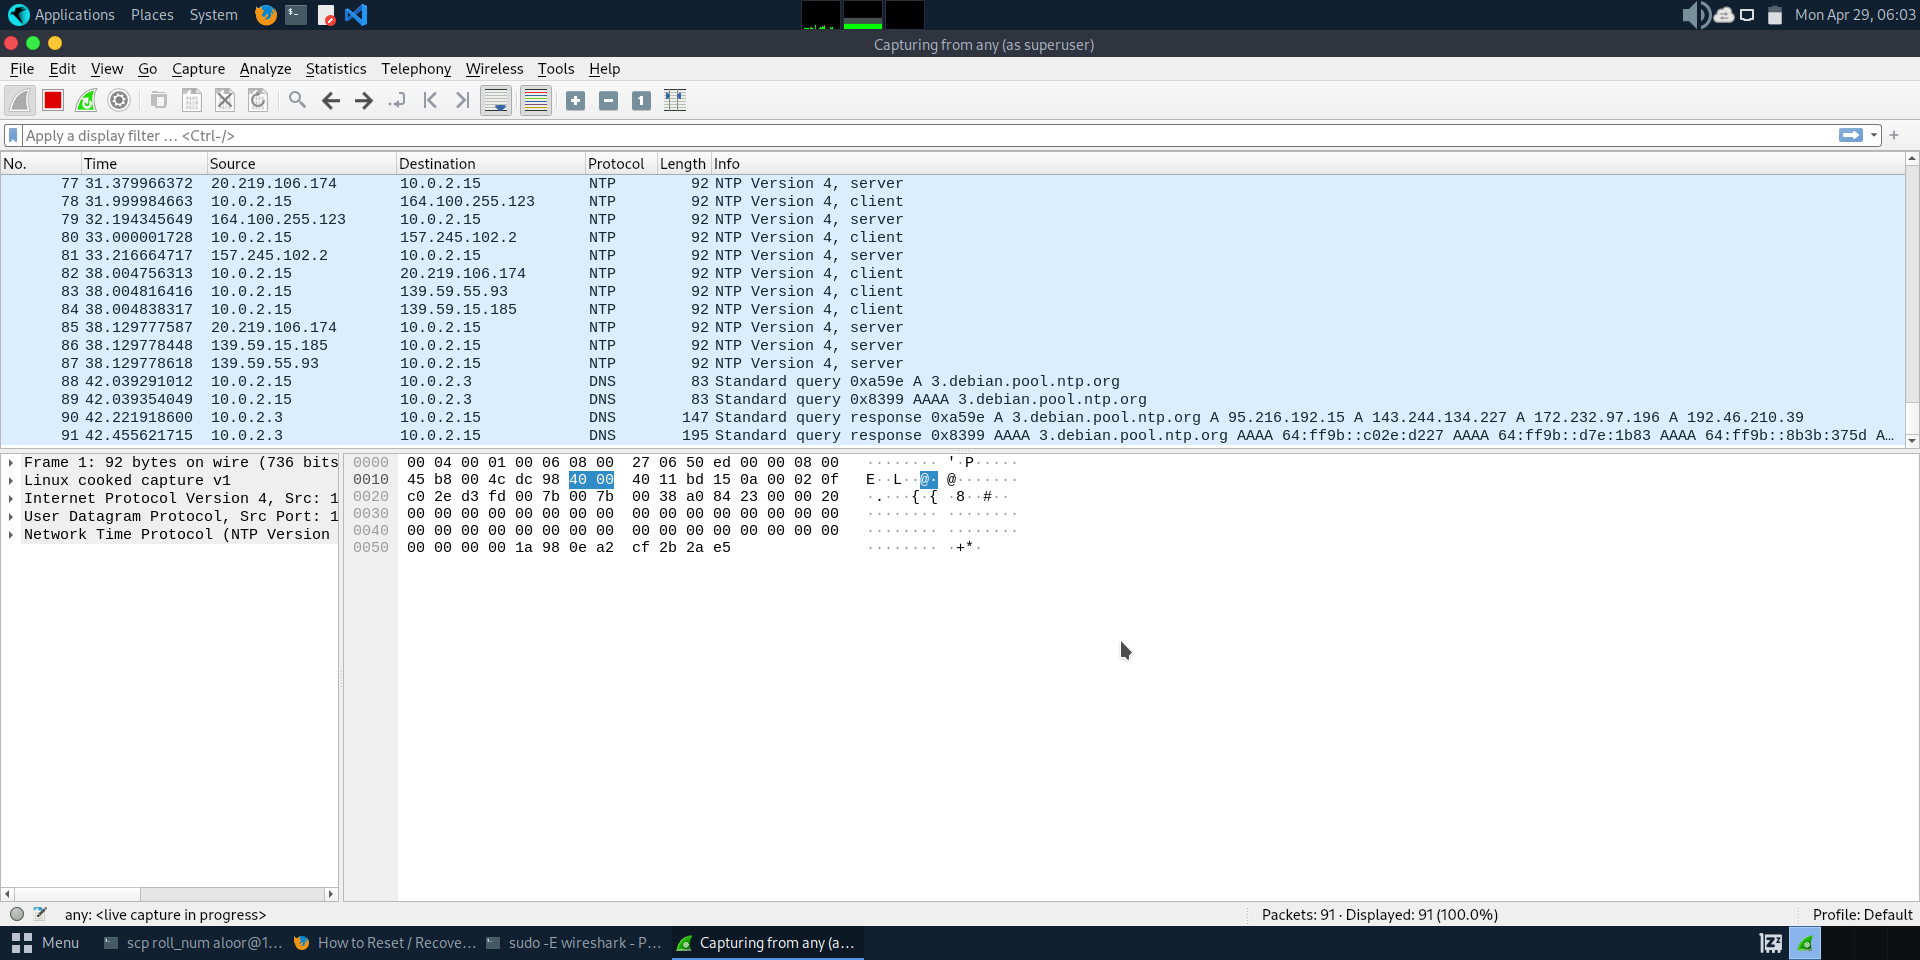 Applications Places System Mon Apr 29, 06:03
Capturing from any (as superuser)
File Edit View Go Capture Analyze Statistics Telephony Wireless Tools Help
Apply a display filter … <Ctrl-/>
No. Time Source Destination Protocol Length Info
77 31.379966372 20.219.106.174 10.0.2.15 NTP 92 NTP Version 4, server
78 31.999984663 10.0.2.15 164.100.255.123 NTP 92 NTP Version 4, client
79 32.194345649 164.100.255.123 10.0.2.15 NTP 92 NTP Version 4, server
80 33.000001728 10.0.2.15 157.245.102.2 NTP 92 NTP Version 4, client
81 33.216664717 157.245.102.2 10.0.2.15 NTP 92 NTP Version 4, server
82 38.004756313 10.0.2.15 20.219.106.174 NTP 92 NTP Version 4, client
83 38.004816416 10.0.2.15 139.59.55.93 NTP 92 NTP Version 4, client
84 38.004838317 10.0.2.15 139.59.15.185 NTP 92 NTP Version 4, client
85 38.129777587 20.219.106.174 10.0.2.15 NTP 92 NTP Version 4, server
86 38.129778448 139.59.15.185 10.0.2.15 NTP 92 NTP Version 4, server
87 38.129778618 139.59.55.93 10.0.2.15 NTP 92 NTP Version 4, server
88 42.039291012 10.0.2.15 10.0.2.3 DNS 83 Standard query 0xa59e A 3.debian.pool.ntp.org
89 42.039354049 10.0.2.15 10.0.2.3 DNS 83 Standard query 0x8399 AAAA 3.debian.pool.ntp.org
90 42.221918600 10.0.2.3 10.0.2.15 DNS 147 Standard query response 0xa59e A 3.debian.pool.ntp.org A 95.216.192.15 A 143.244.134.227 A 172.232.97.196 A 192.46.210.39
91 42.455621715 10.0.2.3 10.0.2.15 DNS 195 Standard query response 0x8399 AAAA 3.debian.pool.ntp.org AAAA 64:ff9b::c02e:d227 AAAA 64:ff9b::d7e:1b83 AAAA 64:ff9b::8b3b:375d A…
Frame 1: 92 bytes on wire (736 bits
Linux cooked capture v1
Internet Protocol Version 4, Src: 1
User Datagram Protocol, Src Port: 1
Network Time Protocol (NTP Version
0000 00 04 00 01 00 06 08 00 27 06 50 ed 00 00 08 00 ········ '·P·····
0010 45 b8 00 4c dc 98 40 00 40 11 bd 15 0a 00 02 0f E··L··@· @·······
0020 c0 2e d3 fd 00 7b 00 7b 00 38 a0 84 23 00 00 20 ·.···{·{ ·8··#··
0030 00 00 00 00 00 00 00 00 00 00 00 00 00 00 00 00 ········ ········
0040 00 00 00 00 00 00 00 00 00 00 00 00 00 00 00 00 ········ ········
0050 00 00 00 00 1a 98 0e a2 cf 2b 2a e5 ········ ·+*·
any: <live capture in progress> Packets: 91 · Displayed: 91 (100.0%) Profile: Default
Menu scp roll_num aloor@1… How to Reset / Recove… sudo -E wireshark - P… Capturing from any (a…